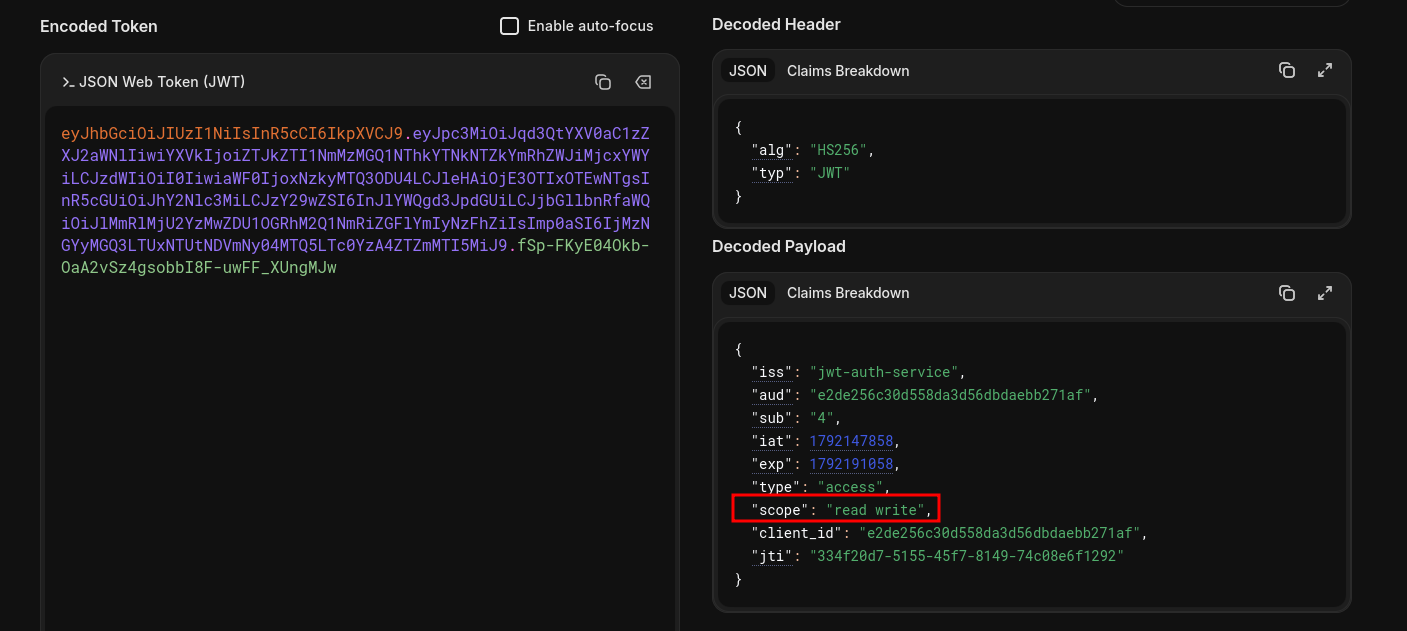 Encoded Token
Enable auto-focus
JSON Web Token (JWT)
eyJhbGciOiJIUzI1NiIsInR5cCI6IkpXVCJ9.eyJpc3MiOiJqd3QtYXV0aC1zZ
XJ2aWNlIiwiYXVkIjoiZTJkZTI1NmMzMGQ1NThkYTNkNTZkYmRhZWJiMjcxYWY
iLCJzdWIiOiI0IiwiaWF0IjoxNzkyMTQ3ODU4LCJleHAiOjE3OTIxOTEwNTgsI
nR5cGUiOiJhY2Nlc3MiLCJzY29wZSI6InJlYWQgd3JpdGUiLCJjbGllbnRfaWQ
iOiJlMmRlMjU2YzMwZDU1OGRhM2Q1NmRiZGFlYmIyNzFhZiIsImp0aSI6IjMzN
GYyMGQ3LTUxNTUtNDVmNy04MTQ5LTc0YzA4ZTZmMTI5MiJ9.fSp-FKyE04Okb-
OaA2vSz4gsobbI8F-uwFF_XUngMJw
Decoded Header
JSON Claims Breakdown
{
"alg": "HS256",
"typ": "JWT"
}
Decoded Payload
JSON Claims Breakdown
{
"iss": "jwt-auth-service",
"aud": "e2de256c30d558da3d56dbdaebb271af",
"sub": "4",
"iat": 1792147858,
"exp": 1792191058,
"type": "access",
"scope": "read write",
"client_id": "e2de256c30d558da3d56dbdaebb271af",
"jti": "334f20d7-5155-45f7-8149-74c08e6f1292"
}